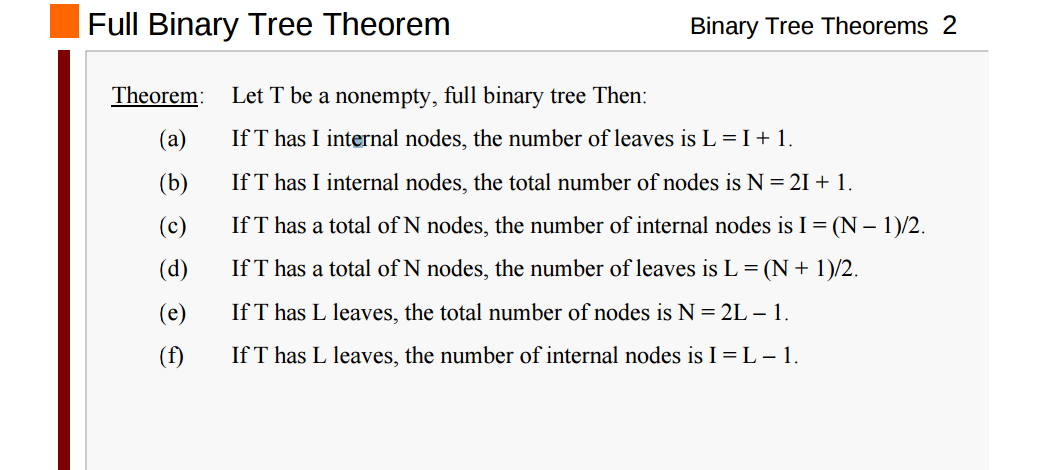 Full Binary Tree Theorem
Binary Tree Theorems 2
Theorem: Let T be a nonempty, full binary tree Then:
(a) If T has I internal nodes, the number of leaves is L = I + 1.
(b) If T has I internal nodes, the total number of nodes is N = 2I + 1.
(c) If T has a total of N nodes, the number of internal nodes is I = (N – 1)/2.
(d) If T has a total of N nodes, the number of leaves is L = (N + 1)/2.
(e) If T has L leaves, the total number of nodes is N = 2L – 1.
(f) If T has L leaves, the number of internal nodes is I = L – 1.